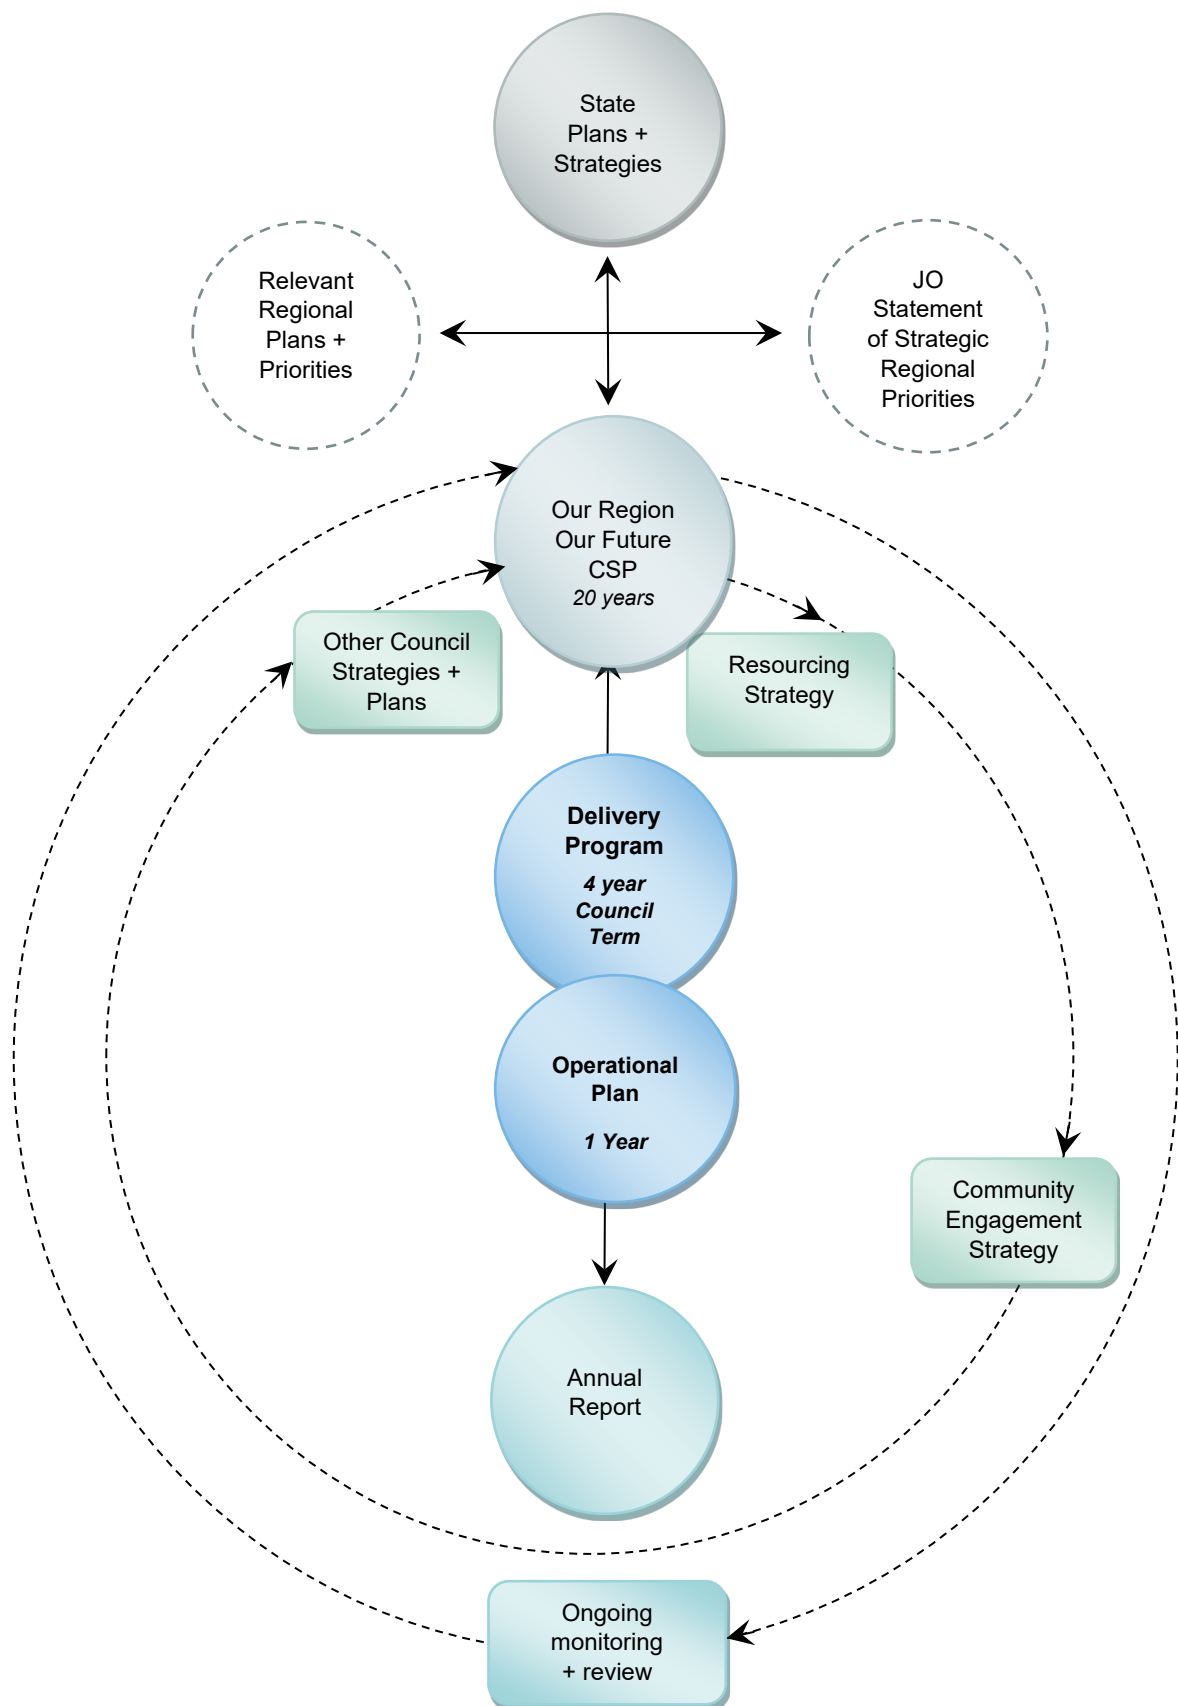 State
Plans +
Strategies
Relevant
Regional
Plans +
Priorities
JO
Statement
of Strategic
Regional
Priorities
Our Region
Our Future
CSP
20 years
Other Council
Strategies +
Plans
Resourcing
Strategy
Delivery
Program
4 year
Council
Term
Operational
Plan
1 Year
Community
Engagement
Strategy
Annual
Report
Ongoing
monitoring
+ review